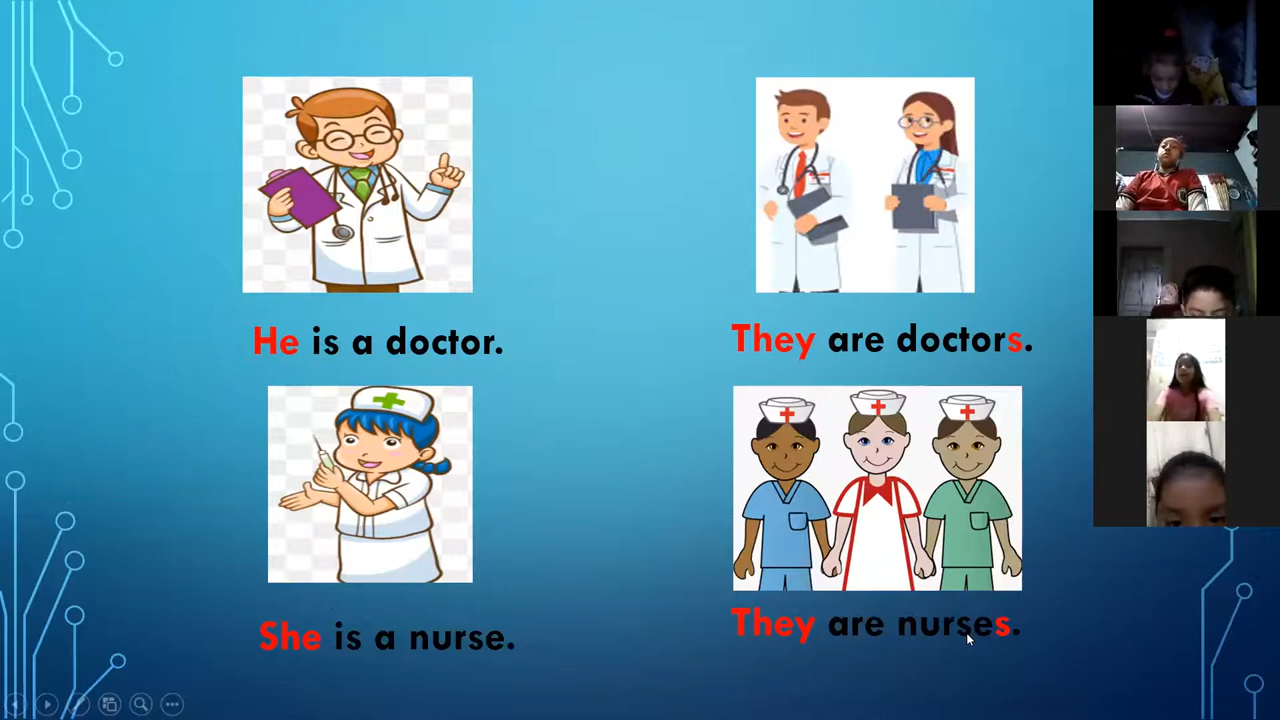 He is a doctor.
They are doctors.
She is a nurse.
They are nurses.